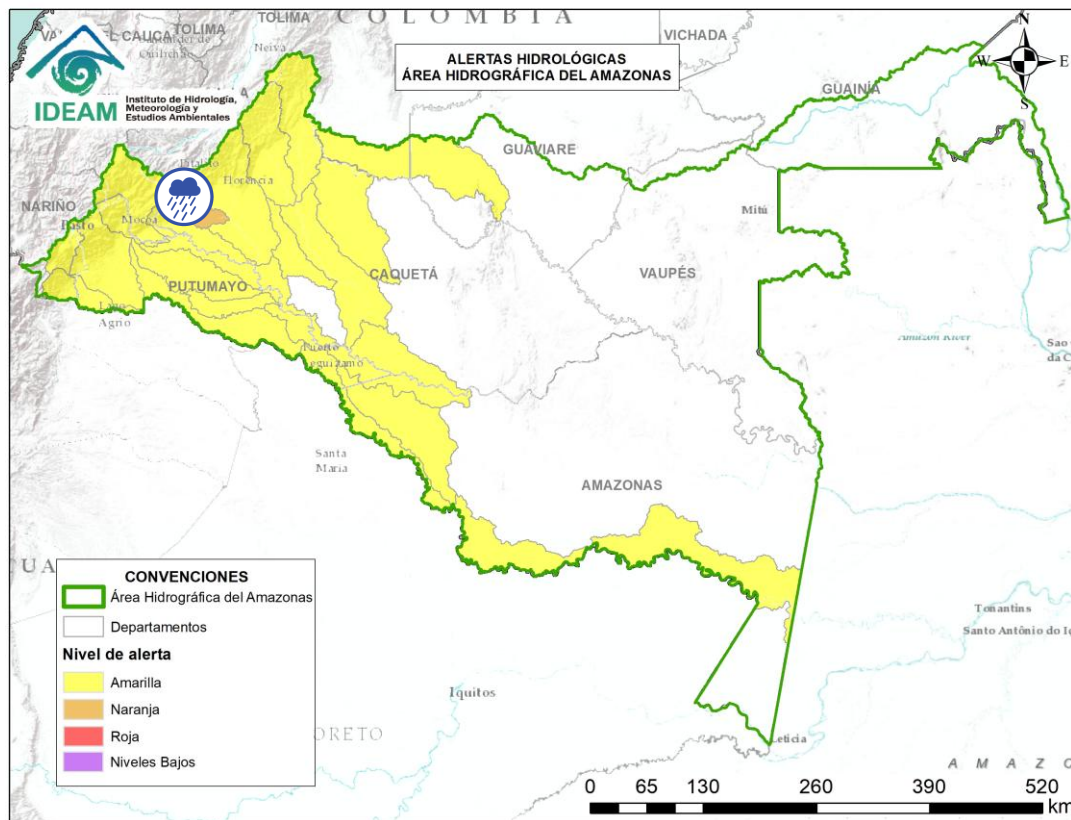 COLOMBIA
TOLIMA
TOLIMA
VICHADA
Neiva
ALERTAS HIDROLÓGICAS
ÁREA HIDROGRÁFICA DEL AMAZONAS
N
W
E
S
IDEAM
Instituto de Hidrología,
Meteorología y
Estudios Ambientales
GUAINÍA
GUAVIARE
Florencia
NARIÑO
Pasto
Mocoa
Mitú
CAQUETÁ
VAUPÉS
PUTUMAYO
Lago
Agrio
Amazon River
Puerto
Leguízamo
Santa
Maria
AMAZONAS
CONVENCIONES
Área Hidrográfica del Amazonas
Departamentos
Nivel de alerta
Amarilla
Naranja
Roja
Niveles Bajos
Tonantins
Santo Antônio do
Iquitos
ORETO
Leticia
AMAZO
0 65 130 260 390 520
km